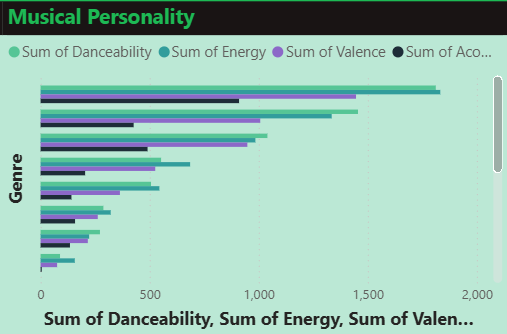 Musical Personality
Sum of Danceability Sum of Energy Sum of Valence Sum of Aco...
Genre
0 500 1,000 1,500 2,000
Sum of Danceability, Sum of Energy, Sum of Valen...